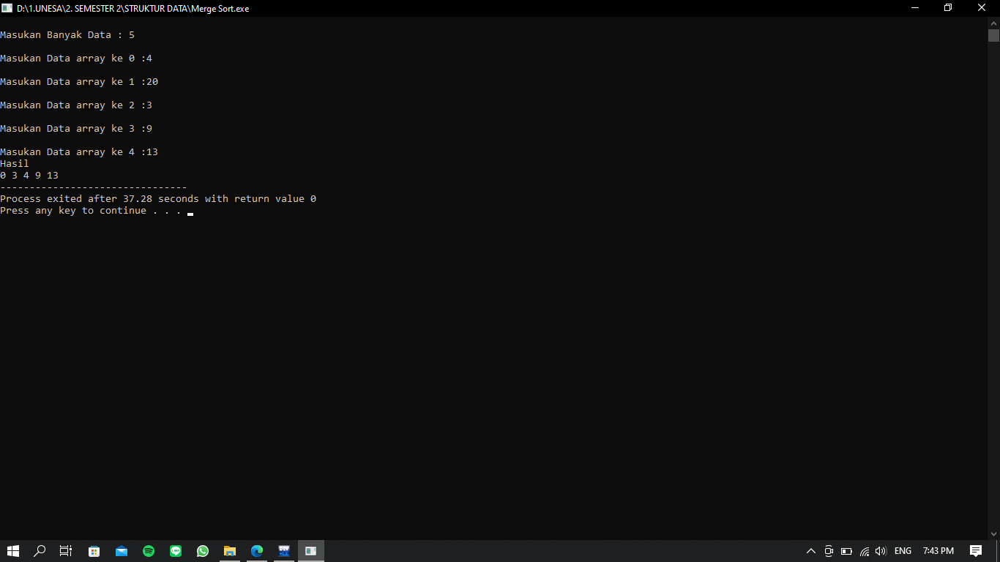 D:\1.UNESA\2. SEMESTER 2\STRUKTUR DATA\Merge Sort.exe
Masukan Banyak Data : 5
Masukan Data array ke 0 :4
Masukan Data array ke 1 :20
Masukan Data array ke 2 :3
Masukan Data array ke 3 :9
Masukan Data array ke 4 :13
Hasil
0 3 4 9 13
--------------------------------
Process exited after 37.28 seconds with return value 0
Press any key to continue . . .
ENG
7:43 PM